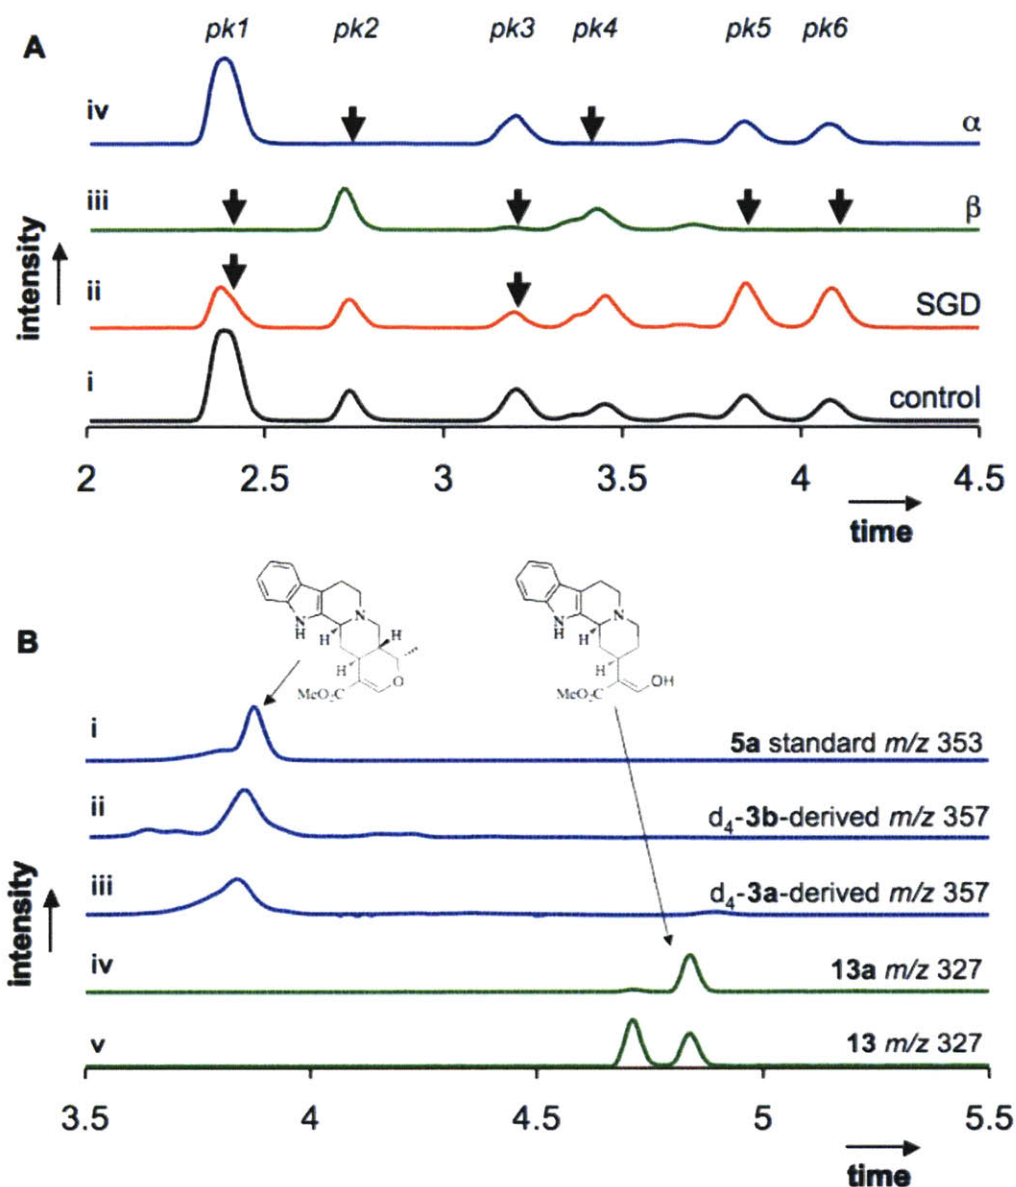 A
pk1 pk2 pk3 pk4 pk5 pk6
iv α
iii β
ii SGD
i control
intensity
2 2.5 3 3.5 4 4.5
time
B
N
N
H
H
H
H
O
MeO₂C
N
N
H
H
H
OH
MeO₂C
i 5a standard m/z 353
ii d₄-3b-derived m/z 357
iii d₄-3a-derived m/z 357
iv 13a m/z 327
v 13 m/z 327
intensity
3.5 4 4.5 5 5.5
time